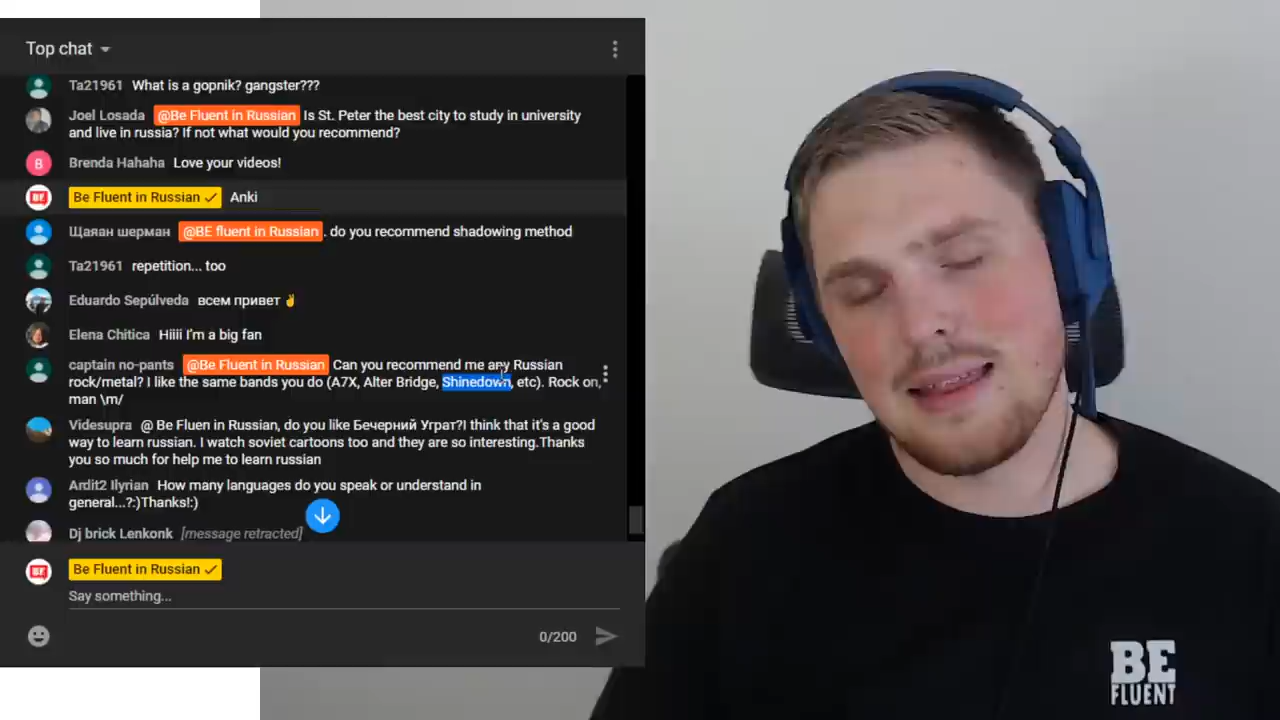 Top chat
Ta21961 What is a gopnik? gangster???
Joel Losada @Be Fluent in Russian Is St. Peter the best city to study in university
and live in russia? If not what would you recommend?
B
Brenda Hahaha Love your videos!
BE
Be Fluent in Russian ✓ Anki
Щаяан шерман @BE fluent in Russian . do you recommend shadowing method
Ta21961 repetition... too
Eduardo Sepúlveda всем привет ✌
Elena Chitica Hiiii I'm a big fan
captain no-pants @Be Fluent in Russian Can you recommend me any Russian
rock/metal? I like the same bands you do (A7X, Alter Bridge, Shinedown, etc). Rock on,
man \m/
Videsupra @ Be Fluen in Russian, do you like Бечерний Уграт?I think that it's a good
way to learn russian. I watch soviet cartoons too and they are so interesting.Thanks
you so much for help me to learn russian
Ardit2 Ilyrian How many languages do you speak or understand in
general...?:)Thanks!:)
Dj brick Lenkonk [message retracted]
BE
Be Fluent in Russian ✓
Say something...
0/200
BE
FLUENT